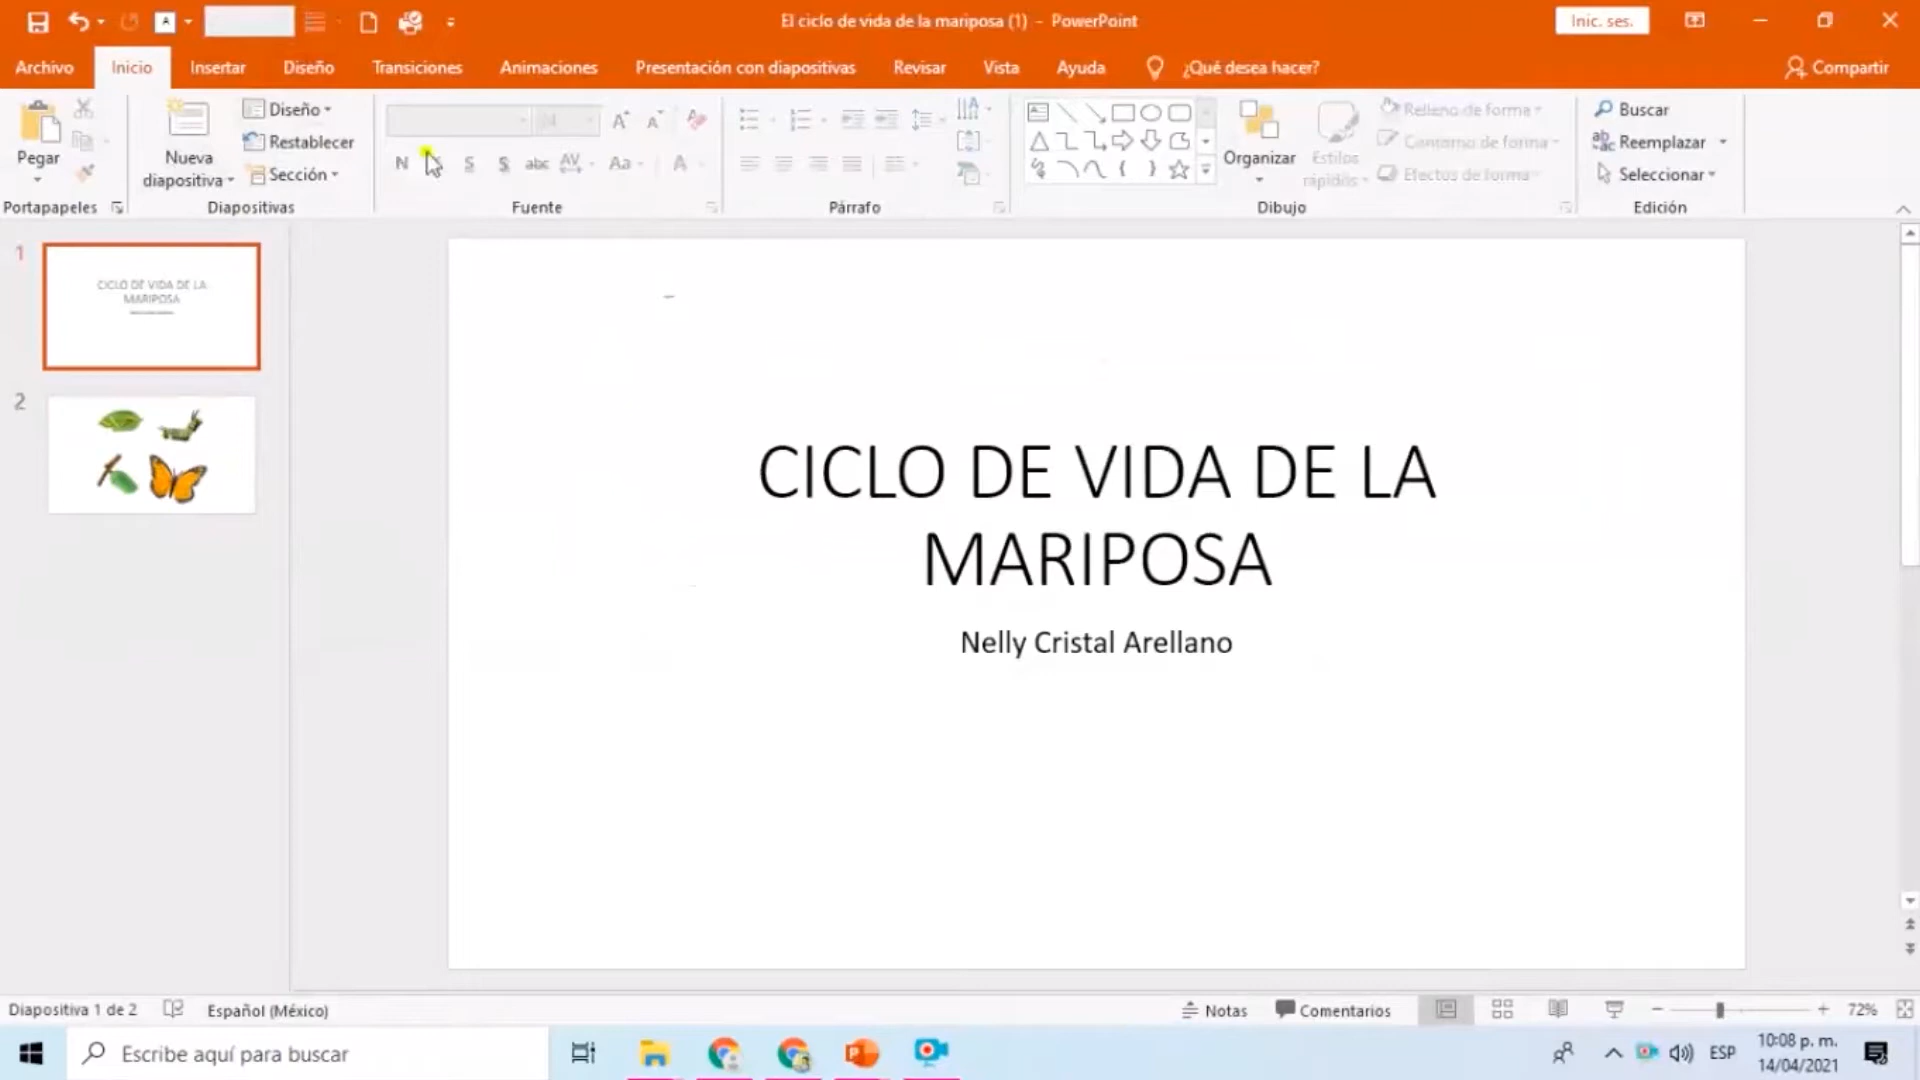 El ciclo de vida de la mariposa (1) - PowerPoint
Inic. ses.
Archivo
Inicio
Insertar
Diseño
Transiciones
Animaciones
Presentación con diapositivas
Revisar
Vista
Ayuda
¿Qué desea hacer?
Compartir
Pegar
Portapapeles
Nueva
diapositiva
Diseño
Restablecer
Sección
Diapositivas
24
N
S
S
abc
AV
Aa
A
Fuente
Párrafo
Organizar
Estilos
rápidos
Relleno de forma
Contorno de forma
Efectos de forma
Dibujo
Buscar
Reemplazar
Seleccionar
Edición
1
CICLO DE VIDA DE LA
MARIPOSA
2
CICLO DE VIDA DE LA
MARIPOSA
Nelly Cristal Arellano
Diapositiva 1 de 2
Español (México)
Notas
Comentarios
72%
Escribe aquí para buscar
ESP
10:08 p. m.
14/04/2021